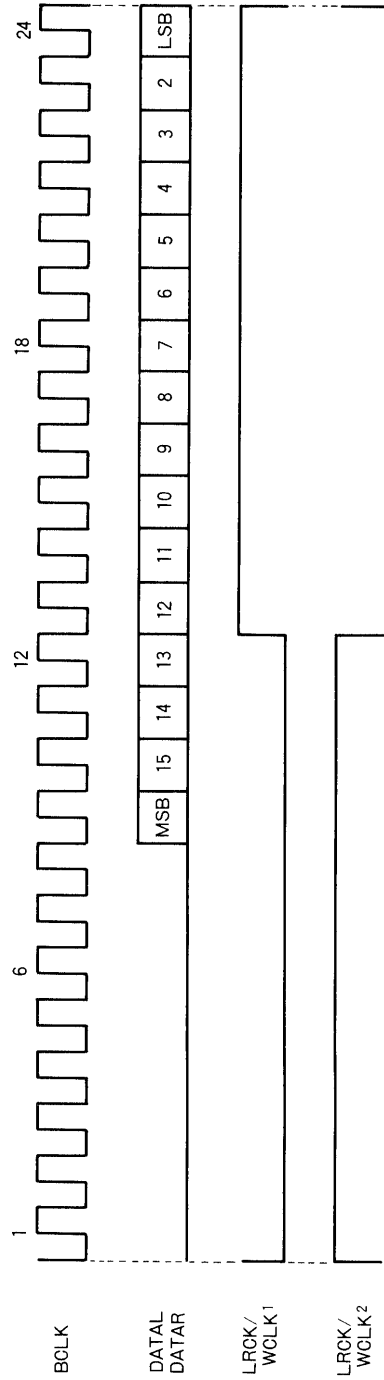 1 6 12 18 24
BCLK
DATAL
DATAR
MSB 15 14 13 12 11 10 9 8 7 6 5 4 3 2 LSB
LRCK/
WCLK¹
LRCK/
WCLK²